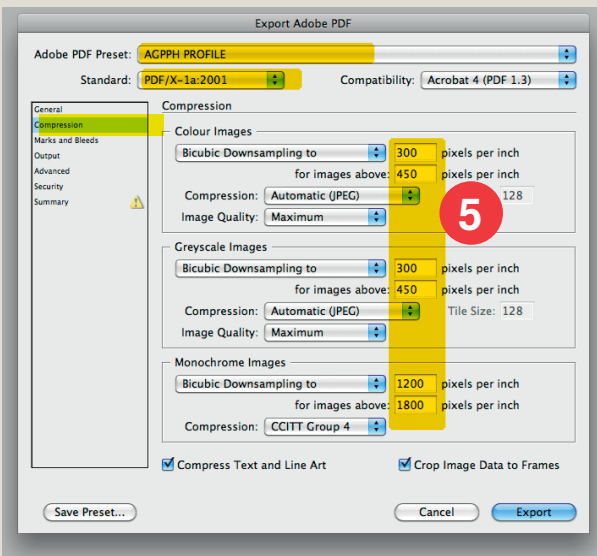 Export Adobe PDF
Adobe PDF Preset: AGPPH PROFILE
Standard: PDF/X-1a:2001 Compatibility: Acrobat 4 (PDF 1.3)
General
Compression
Marks and Bleeds
Output
Advanced
Security
Summary
Compression
Colour Images
Bicubic Downsampling to 300 pixels per inch
for images above: 450 pixels per inch
Compression: Automatic (JPEG) 128
Image Quality: Maximum
5
Greyscale Images
Bicubic Downsampling to 300 pixels per inch
for images above: 450 pixels per inch
Compression: Automatic (JPEG) Tile Size: 128
Image Quality: Maximum
Monochrome Images
Bicubic Downsampling to 1200 pixels per inch
for images above: 1800 pixels per inch
Compression: CCITT Group 4
Compress Text and Line Art Crop Image Data to Frames
Save Preset... Cancel Export